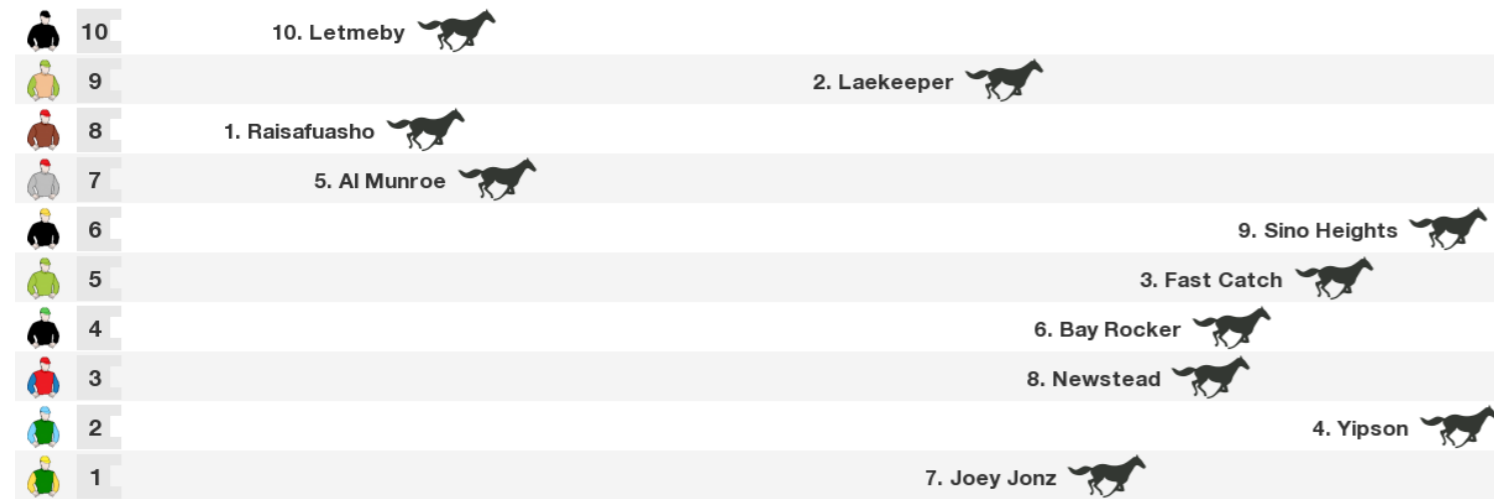 10 10. Letmeby
9 2. Laekeeper
8 1. Raisafuasho
7 5. Al Munroe
6 9. Sino Heights
5 3. Fast Catch
4 6. Bay Rocker
3 8. Newstead
2 4. Yipson
1 7. Joey Jonz